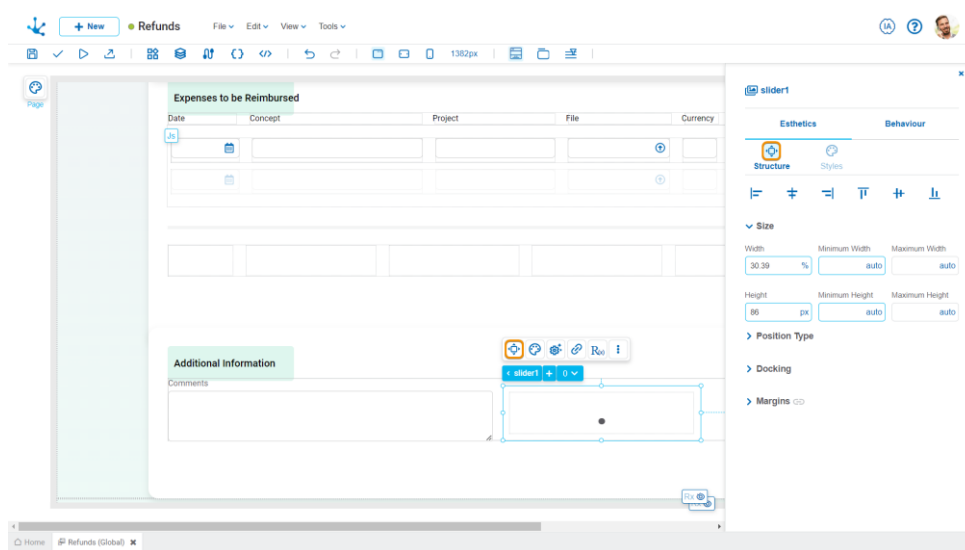 + New
Refunds
File
Edit
View
Tools
IA
?
1382px
Page
Expenses to be Reimbursed
Date
Concept
Project
File
Currency
Js
Additional Information
Comments
slider1
+
0
Rx
slider1
Esthetics
Behaviour
Structure
Styles
Size
Width
Minimum Width
Maximum Width
30.39 %
auto
auto
Height
Minimum Height
Maximum Height
86 px
auto
auto
Position Type
Docking
Margins
Home
Refunds (Global)